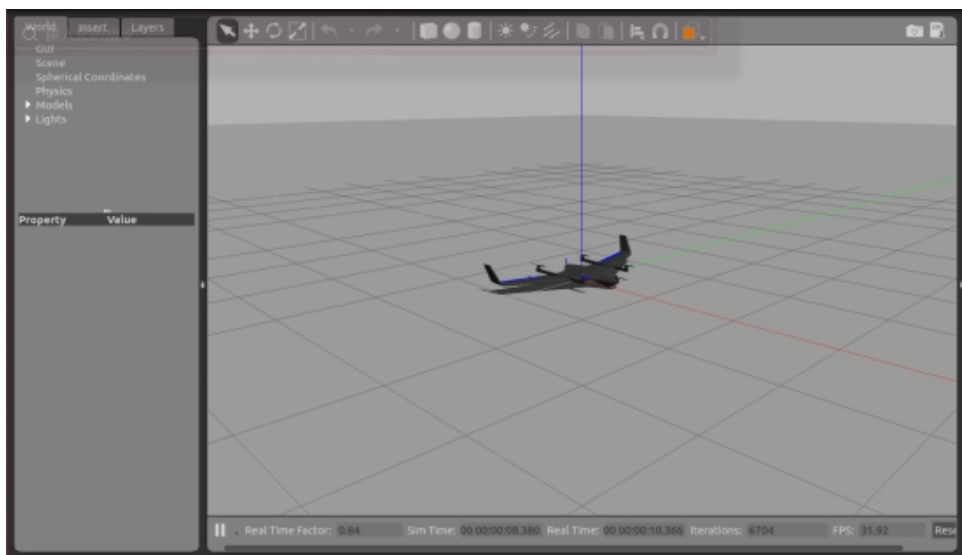 World Insert Layers
GUI
Scene
Spherical Coordinates
Physics
Models
Lights
Property Value
Real Time Factor: 0.84 Sim Time: 00 00:00:08.380 Real Time: 00 00:00:10.366 Iterations: 6704 FPS: 31.92 Rese